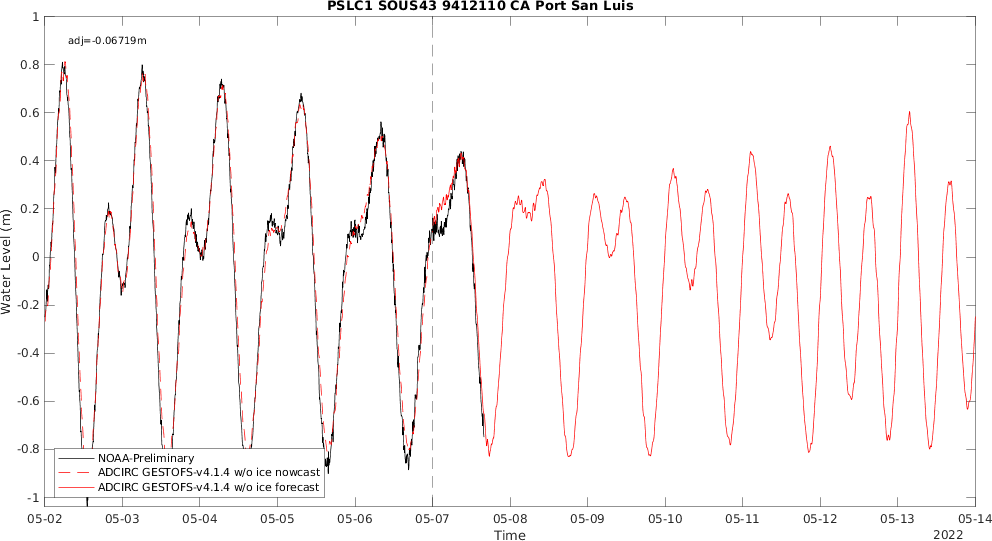 PSLC1 SOUS43 9412110 CA Port San Luis
adj=-0.06719m
1
0.8
0.6
0.4
0.2
0
-0.2
-0.4
-0.6
-0.8
-1
Water Level (m)
NOAA-Preliminary
ADCIRC GESTOFS-v4.1.4 w/o ice nowcast
ADCIRC GESTOFS-v4.1.4 w/o ice forecast
05-02 05-03 05-04 05-05 05-06 05-07 05-08 05-09 05-10 05-11 05-12 05-13 05-14
Time
2022